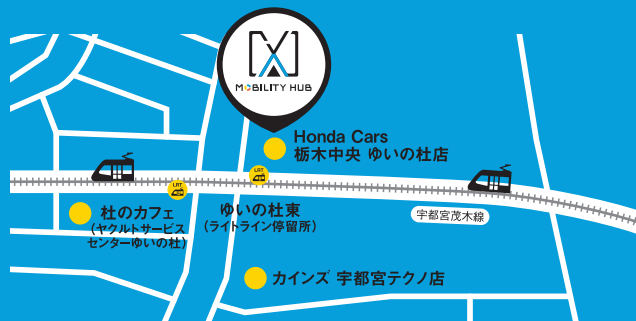 MOBILITY HUB
Honda Cars
栃木中央 ゆいの杜店
LRT
LRT
杜のカフェ
(ヤクルトサービス
センターゆいの杜)
ゆいの杜東
(ライトライン停留所)
宇都宮茂木線
カインズ 宇都宮テクノ店